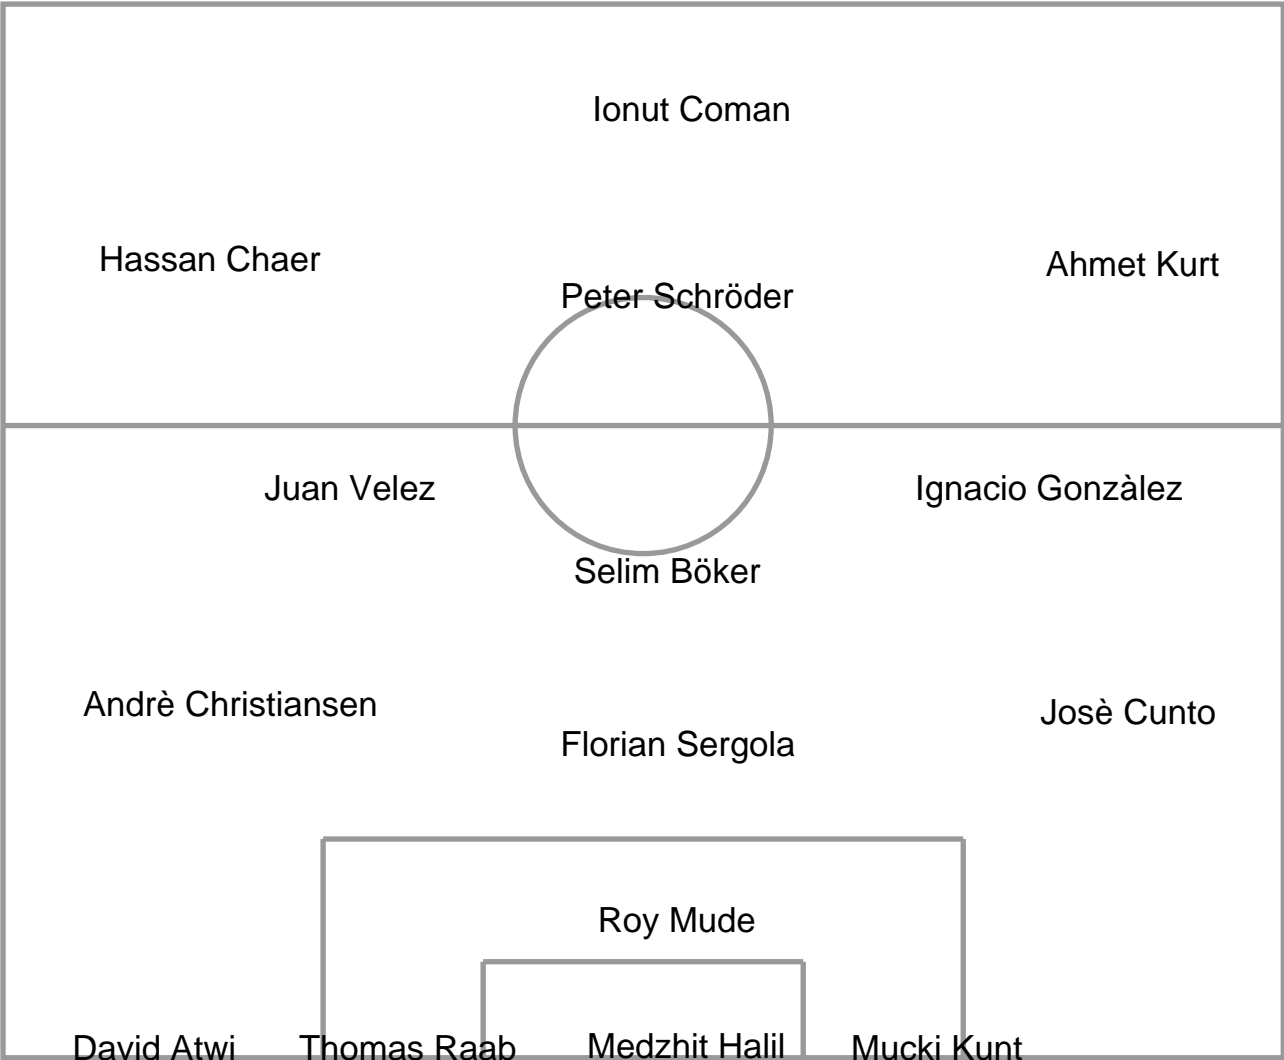 Ionut Coman
Hassan Chaer
Ahmet Kurt
Peter Schröder
Juan Velez
Ignacio Gonzàlez
Selim Böker
Andrè Christiansen
Josè Cunto
Florian Sergola
Roy Mude
David Atwi
Thomas Raab
Medzhit Halil
Mucki Kunt